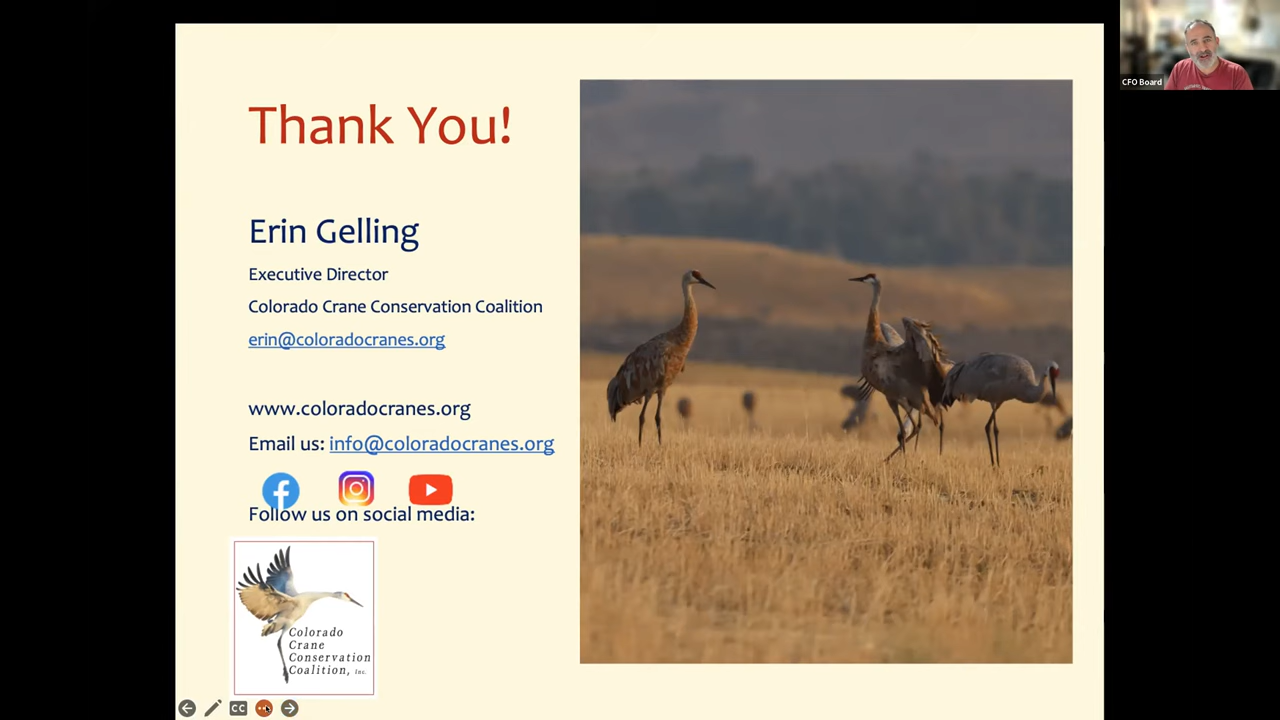 CFO Board
Thank You!
Erin Gelling
Executive Director
Colorado Crane Conservation Coalition
erin@coloradocranes.org
www.coloradocranes.org
Email us: info@coloradocranes.org
Follow us on social media:
Colorado
Crane
Conservation
Coalition, Inc.
CC